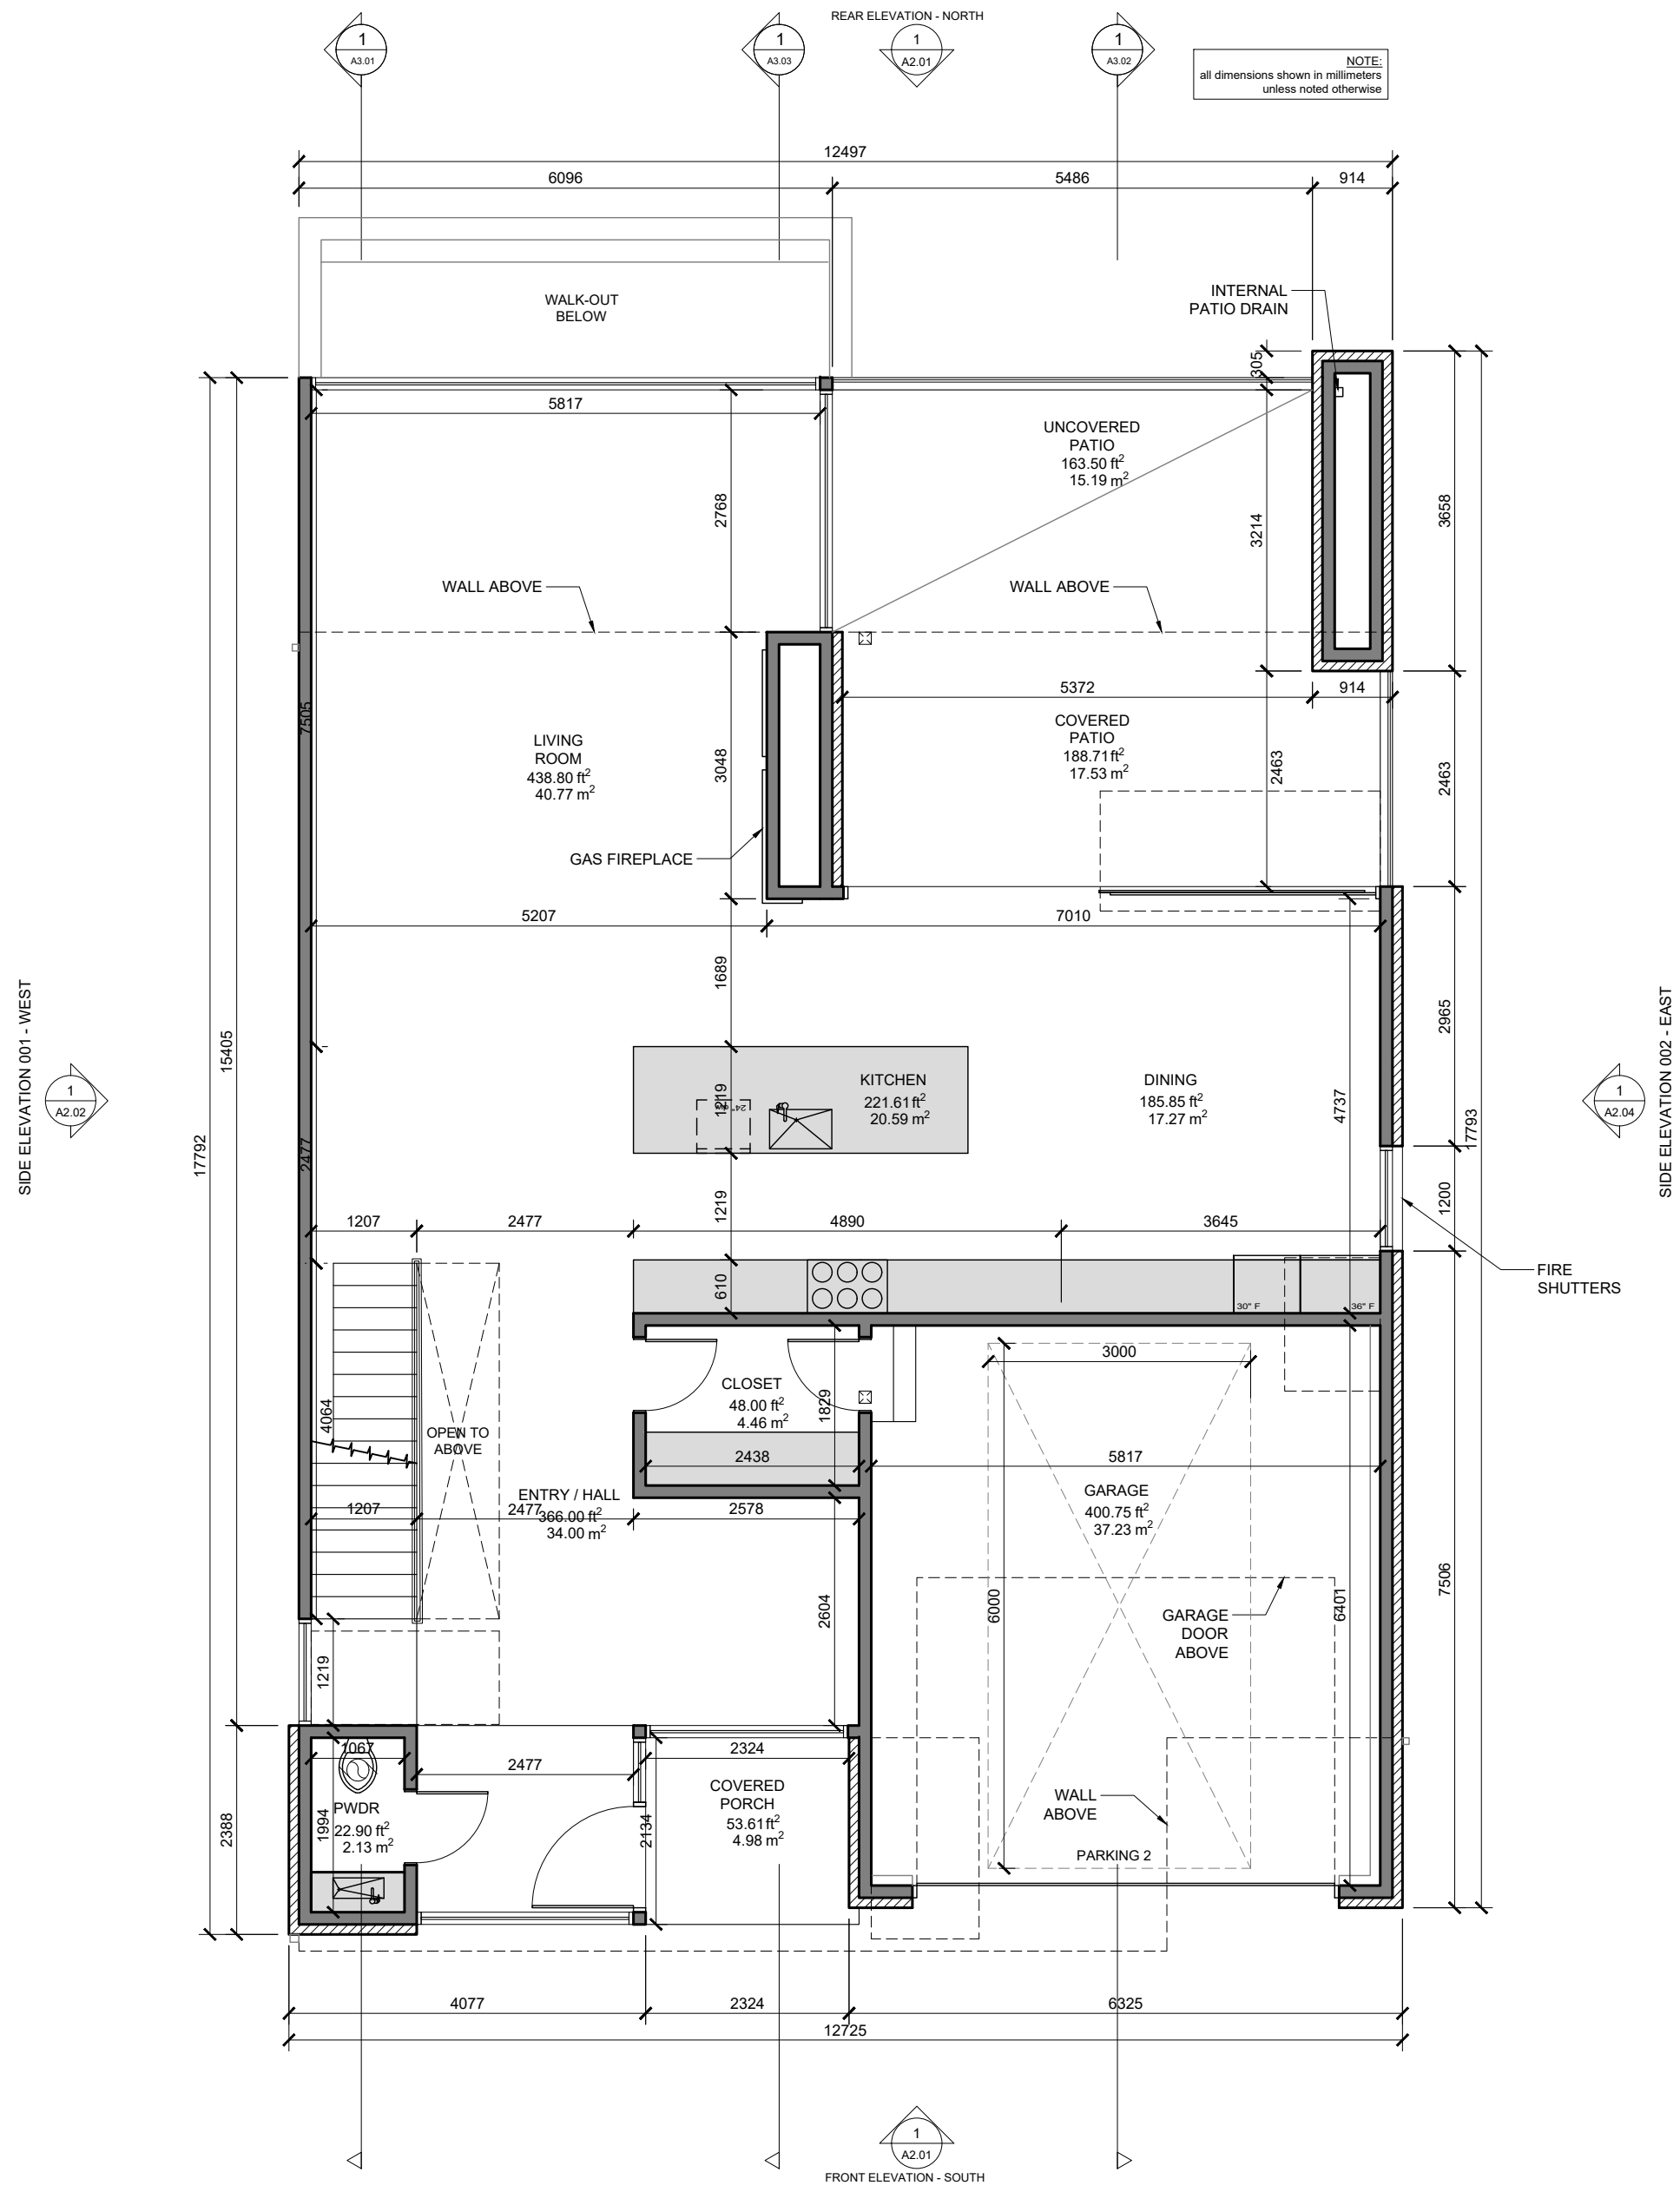 REAR ELEVATION - NORTH
1
A3.01
1
A3.03
1
A2.01
1
A3.02
NOTE:
all dimensions shown in millimeters
unless noted otherwise
12497
6096
5486
914
WALK-OUT
BELOW
INTERNAL
PATIO DRAIN
305
5817
UNCOVERED
PATIO
163.50 ft²
15.19 m²
2768
3214
3658
WALL ABOVE
WALL ABOVE
5372
914
7505
LIVING
ROOM
438.80 ft²
40.77 m²
3048
COVERED
PATIO
188.71 ft²
17.53 m²
2463
2463
GAS FIREPLACE
5207
7010
1689
2965
SIDE ELEVATION 001 - WEST
1
A2.02
15405
17792
2477
1219
KITCHEN
221.61 ft²
20.59 m²
DINING
185.85 ft²
17.27 m²
4737
17793
1
A2.04
SIDE ELEVATION 002 - EAST
1200
1219
1207
2477
4890
3645
FIRE
SHUTTERS
610
30" F
36" F
3000
CLOSET
48.00 ft²
4.46 m²
1829
4064
OPEN TO
ABOVE
2438
5817
ENTRY / HALL
366.00 ft²
34.00 m²
1207
2477
2578
GARAGE
400.75 ft²
37.23 m²
7506
2604
6000
6401
GARAGE
DOOR
ABOVE
1219
1067
2477
2324
COVERED
PORCH
53.61 ft²
4.98 m²
WALL
ABOVE
PWDR
22.90 ft²
2.13 m²
1994
2134
2388
PARKING 2
4077
2324
6325
12725
1
A2.01
FRONT ELEVATION - SOUTH